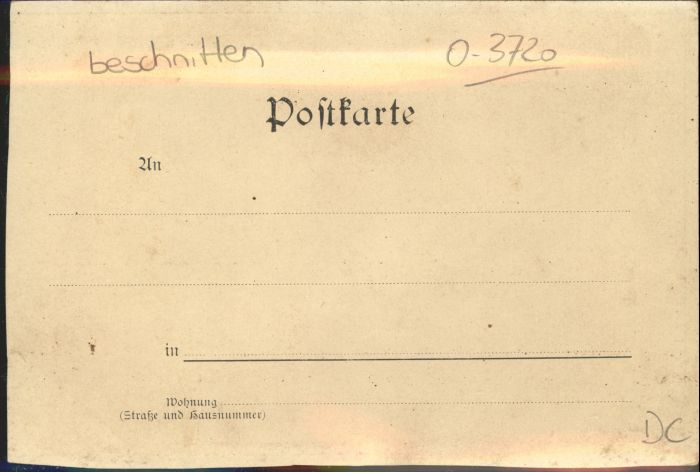 beschnitten
O-3720
Poſtkarte
An
in
Wohnung
(Straße und Hausnummer)
DC